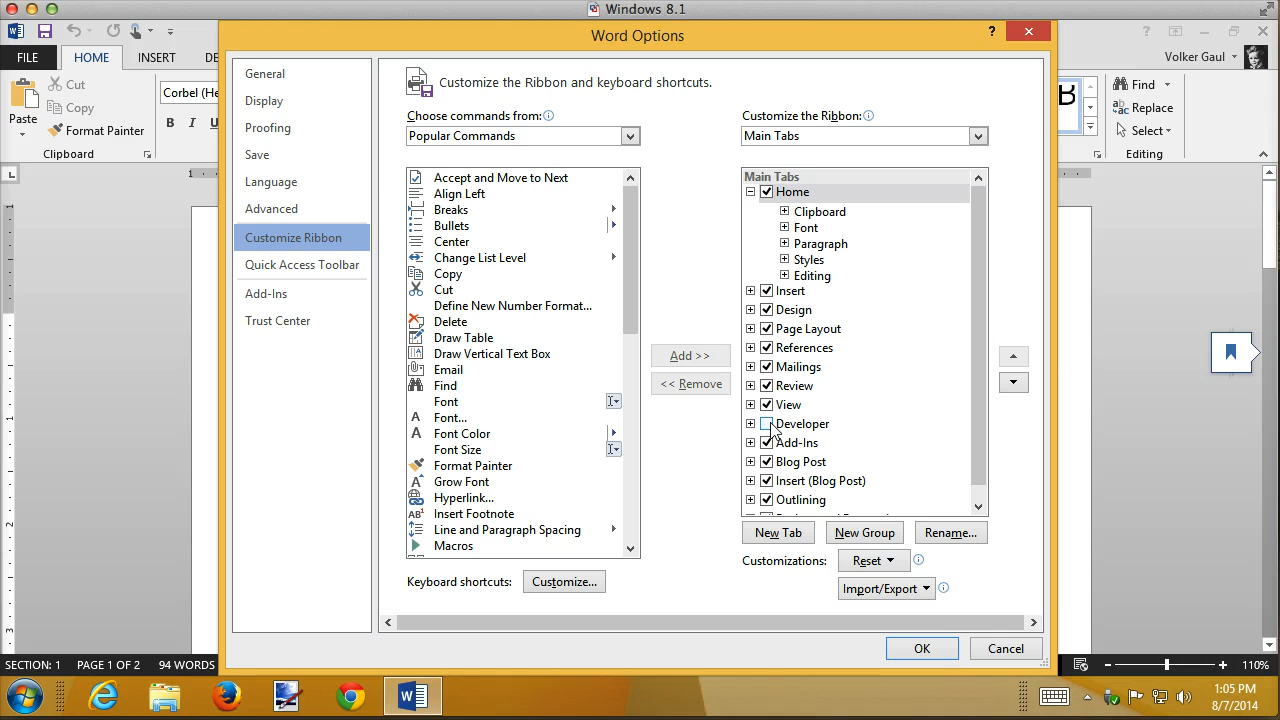 Windows 8.1
Word Options
?
FILE
HOME
INSERT
DE
Volker Gaul
Cut
Copy
Paste
Format Painter
Clipboard
Corbel (He
B I U
Find
Replace
Select
Editing
General
Display
Proofing
Save
Language
Advanced
Customize Ribbon
Quick Access Toolbar
Add-Ins
Trust Center
Customize the Ribbon and keyboard shortcuts.
Choose commands from:
Popular Commands
Accept and Move to Next
Align Left
Breaks
Bullets
Center
Change List Level
Copy
Cut
Define New Number Format...
Delete
Draw Table
Draw Vertical Text Box
Email
Find
Font
Font...
Font Color
Font Size
Format Painter
Grow Font
Hyperlink...
Insert Footnote
Line and Paragraph Spacing
Macros
Add >>
<< Remove
Customize the Ribbon:
Main Tabs
Main Tabs
Home
Clipboard
Font
Paragraph
Styles
Editing
Insert
Design
Page Layout
References
Mailings
Review
View
Developer
Add-Ins
Blog Post
Insert (Blog Post)
Outlining
New Tab
New Group
Rename...
Customizations:
Reset
Import/Export
Keyboard shortcuts:
Customize...
OK
Cancel
SECTION: 1
PAGE 1 OF 2
94 WORDS
110%
1:05 PM
8/7/2014